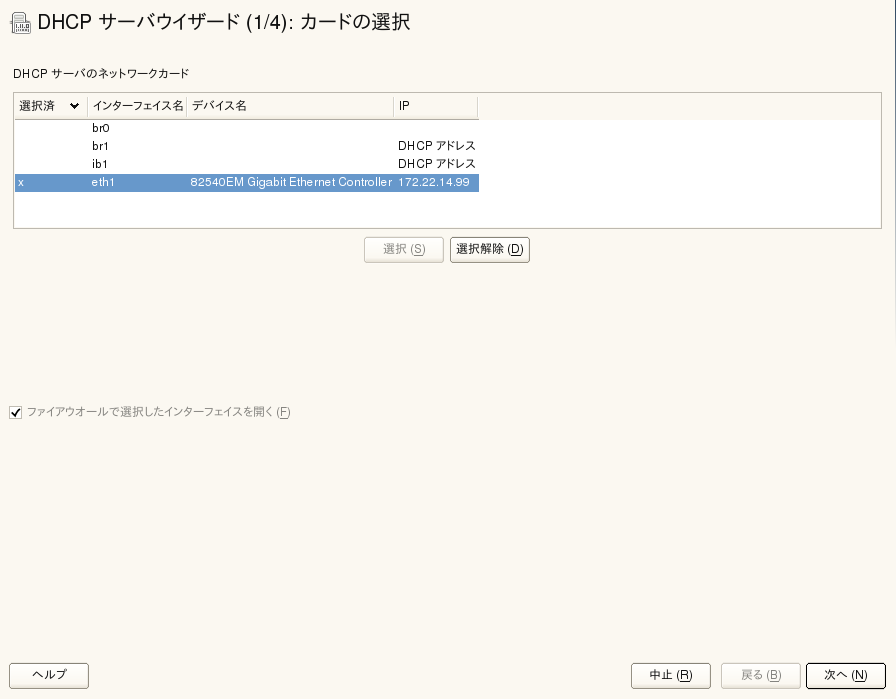 DHCP サーバウイザード (1/4): カードの選択
DHCP サーバのネットワークカード
選択済 インターフェイス名 デバイス名 IP
br0
br1 DHCP アドレス
ib1 DHCP アドレス
x eth1 82540EM Gigabit Ethernet Controller 172.22.14.99
選択 (S) 選択解除 (D)
ファイアウオールで選択したインターフェイスを開く (F)
ヘルプ 中止 (R) 戻る (B) 次へ (N)